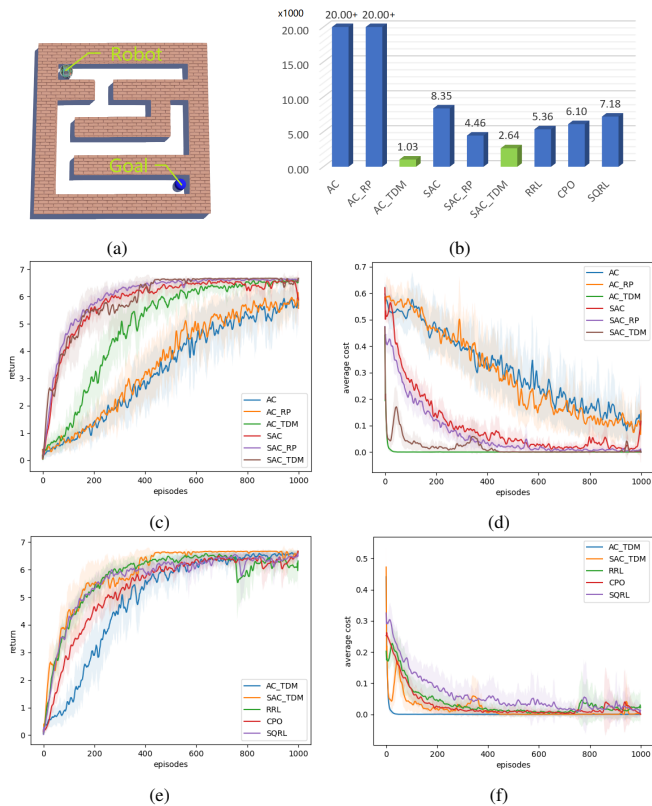 Robot
Goal
(a)
x1000
20.00+ 20.00+
20.00
15.00
10.00
5.00
0.00
1.03
8.35
4.46
2.64
5.36
6.10
7.18
AC
AC_RP
AC_TDM
SAC
SAC_RP
SAC_TDM
RRL
CPO
SQRL
(b)
7
6
5
4
3
2
1
0
return
0 200 400 600 800 1000
episodes
AC
AC_RP
AC_TDM
SAC
SAC_RP
SAC_TDM
(c)
0.7
0.6
0.5
0.4
0.3
0.2
0.1
0.0
average cost
0 200 400 600 800 1000
episodes
AC
AC_RP
AC_TDM
SAC
SAC_RP
SAC_TDM
(d)
7
6
5
4
3
2
1
0
return
0 200 400 600 800 1000
episodes
AC_TDM
SAC_TDM
RRL
CPO
SQRL
(e)
0.5
0.4
0.3
0.2
0.1
0.0
average cost
0 200 400 600 800 1000
episodes
AC_TDM
SAC_TDM
RRL
CPO
SQRL
(f)